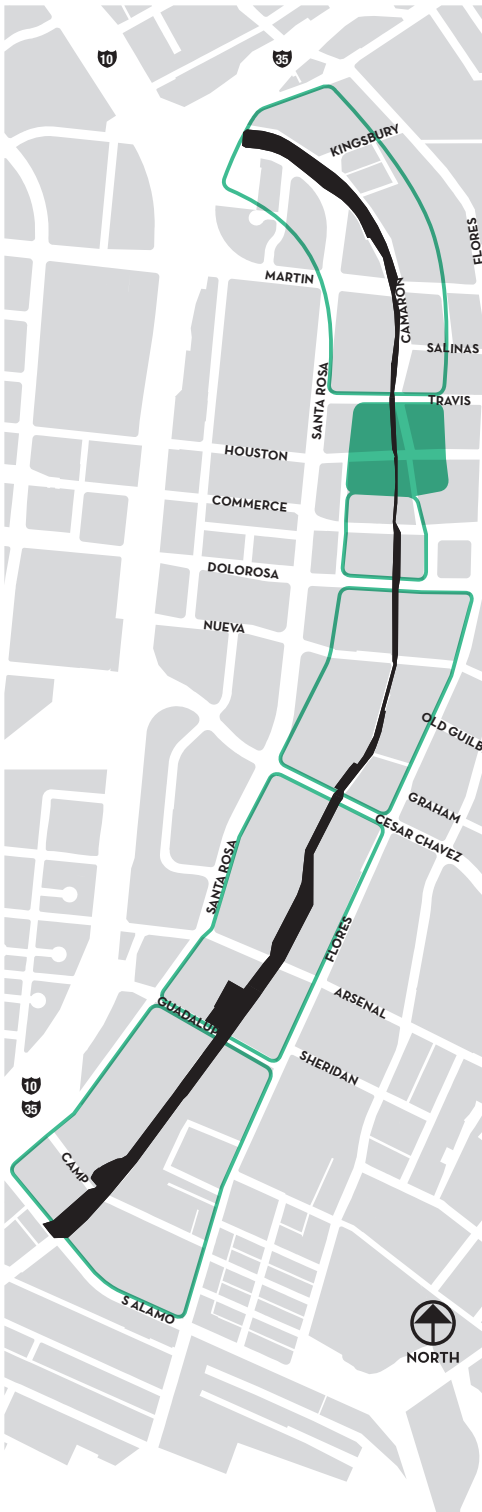 10
35
KINGSBURY
FLORES
MARTIN
CAMARON
SALINAS
SANTA ROSA
TRAVIS
HOUSTON
COMMERCE
DOLOROSA
NUEVA
OLD GUILB
GRAHAM
CESAR CHAVEZ
SANTA ROSA
FLORES
ARSENAL
GUADALUP
SHERIDAN
10
35
CAMP
S ALAMO
NORTH